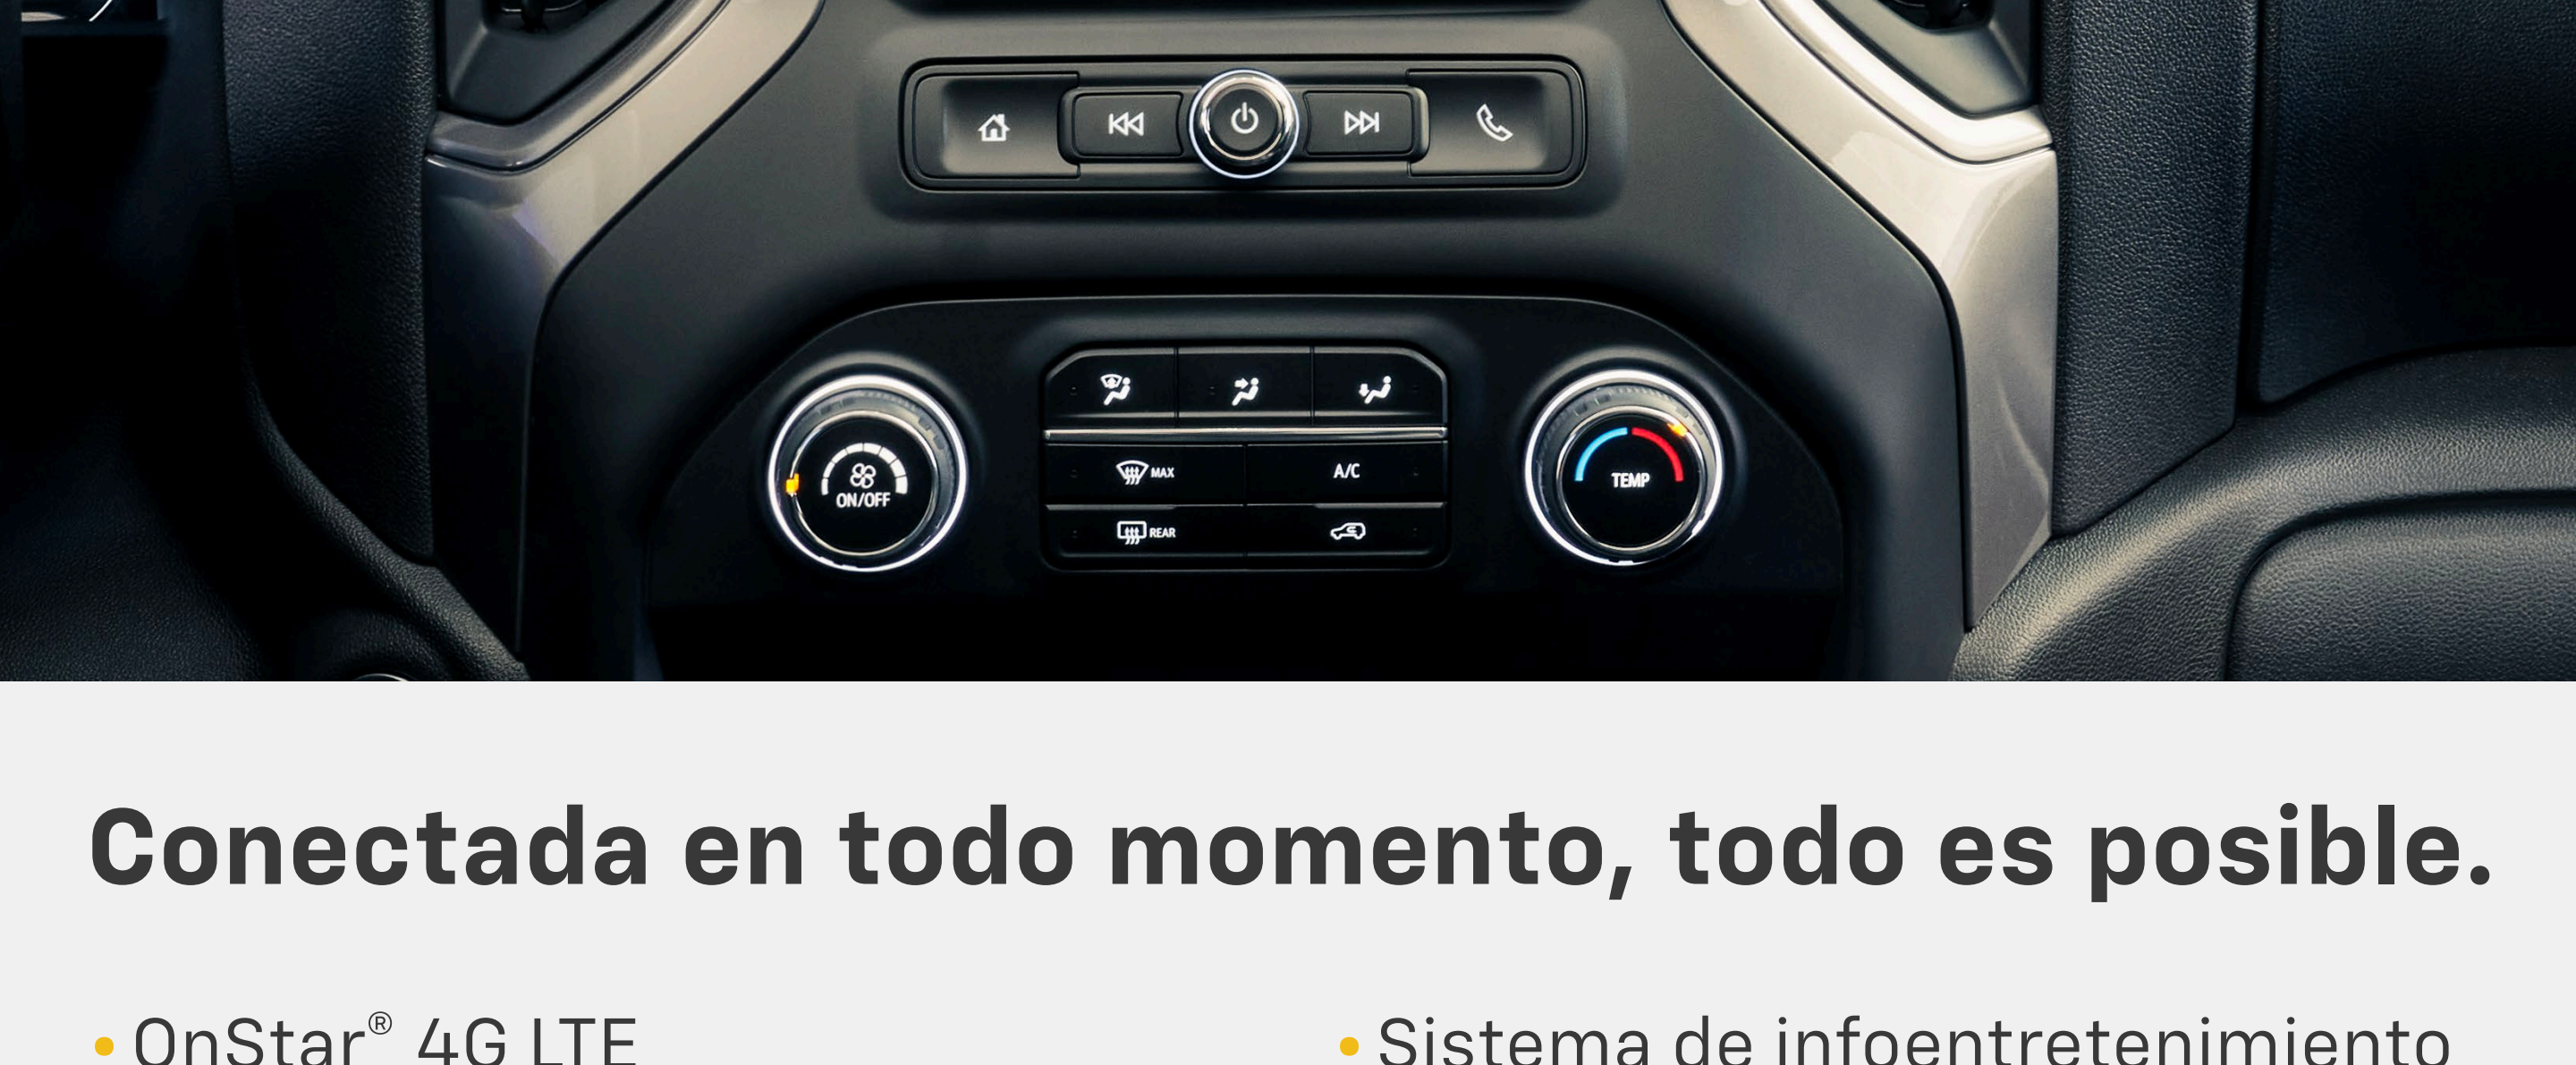 ON/OFF
MAX
A/C
REAR
TEMP
Conectada en todo momento, todo es posible.
• OnStar® 4G LTE
• Sistema de infoentretenimiento